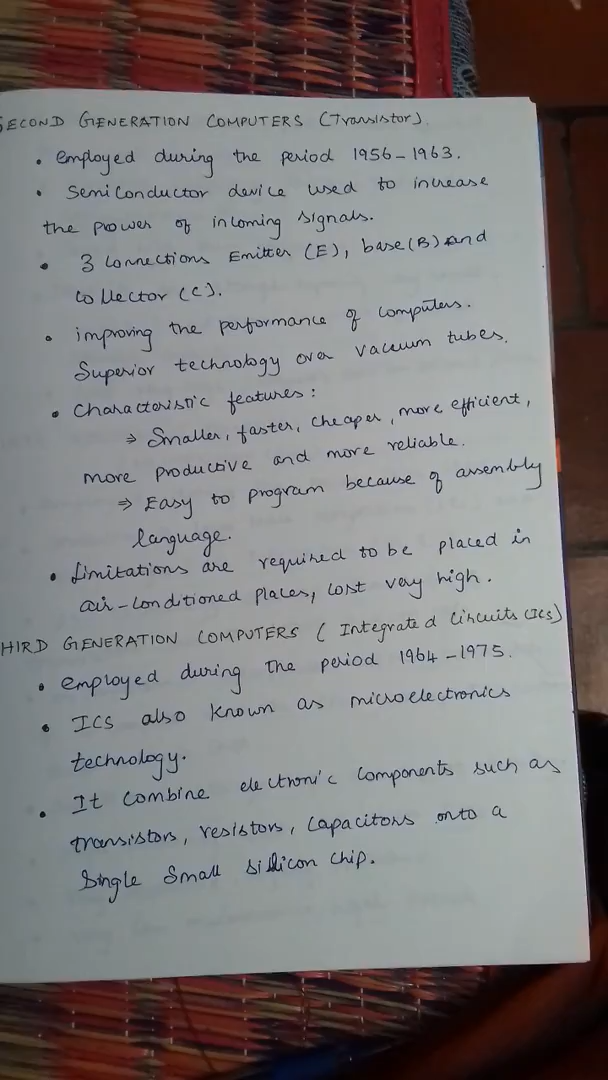 SECOND GENERATION COMPUTERS (Transistor).
• employed during the period 1956-1963.
• Semiconductor device used to increase
the power of incoming signals.
• 3 connections Emitter (E), base(B) and
collector (C).
• improving the performance of computers.
Superior technology over vacuum tubes.
• Characteristic features:
⇒ Smaller, faster, cheaper, more efficient,
more productive and more reliable.
⇒ Easy to program because of assembly
language.
• Limitations are required to be placed in
air-conditioned places, cost very high.
HIRD GENERATION COMPUTERS (Integrated Circuits (ICs)
• employed during the period 1964-1975.
• ICS also known as microelectronics
technology.
• It combine electronic components such as
transistors, resistors, capacitors onto a
Single small silicon chip.